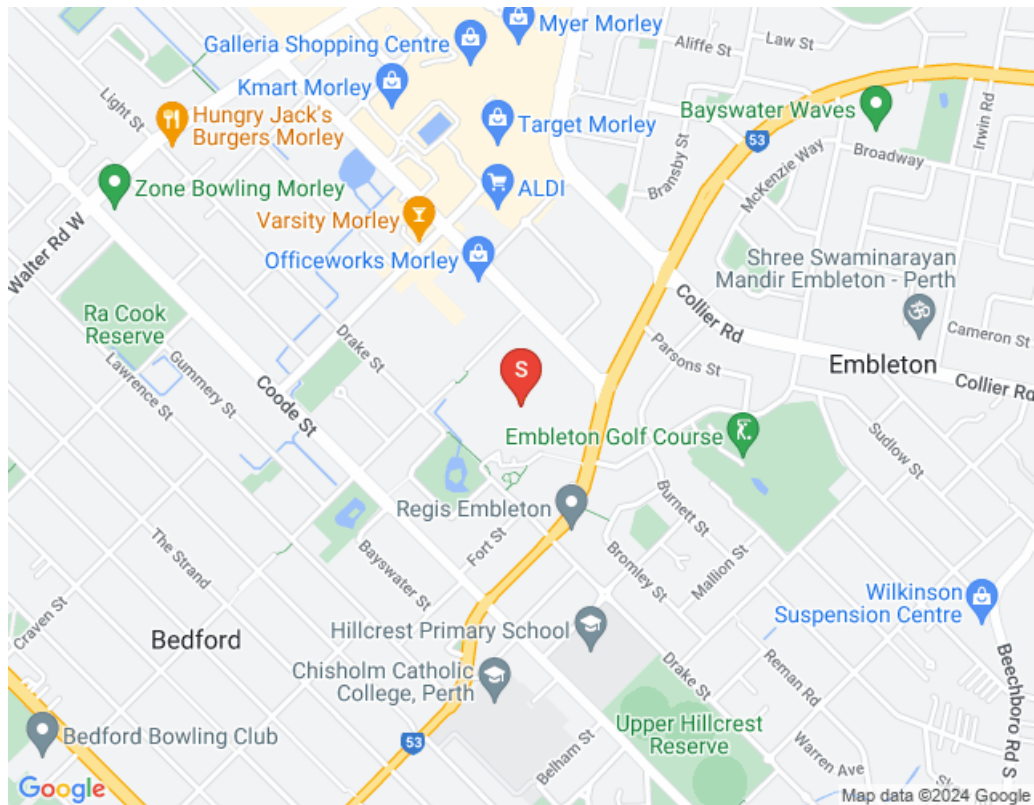 Myer Morley
Galleria Shopping Centre
Law St
Aliffe St
Kmart Morley
Light St
Hungry Jack's
Burgers Morley
Target Morley
Bayswater Waves
Irwin Rd
53
Bransby St
McKenzie Way
Broadway
Zone Bowling Morley
ALDI
Varsity Morley
Walter Rd W
Officeworks Morley
Shree Swaminarayan
Mandir Embleton - Perth
Collier Rd
Ra Cook
Reserve
Drake St
Parsons St
Cameron St
S
Embleton
Collier Rd
Lawrence St
Gummery St
Coode St
Embleton Golf Course
Sudlow St
Regis Embleton
Burnett St
Fort St
The Strand
Bayswater St
Bromley St
Mallion St
Wilkinson
Suspension Centre
Craven St
Bedford
Hillcrest Primary School
Chisholm Catholic
College, Perth
Drake St
Reman Rd
Beechboro Rd S
Upper Hillcrest
Reserve
Bedford Bowling Club
53
Belham St
Warren Ave
Google
Map data ©2024 Google